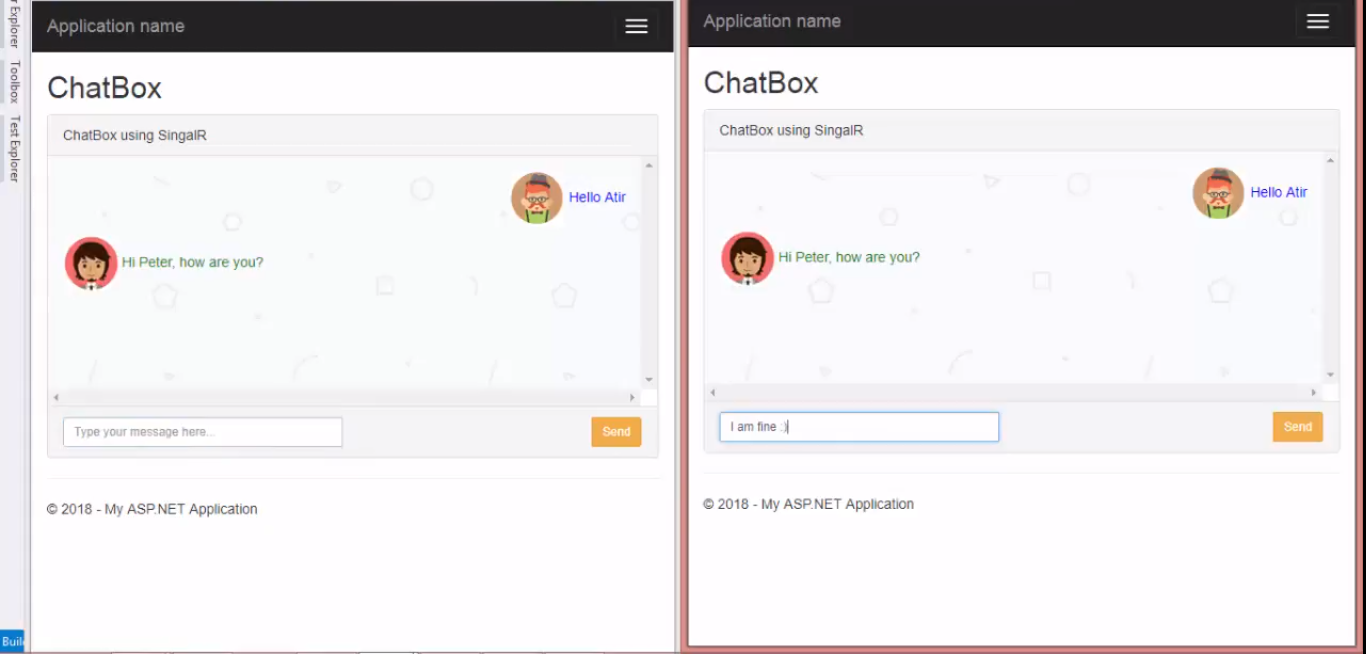 r Explorer
Toolbox
Test Explorer
Application name
ChatBox
ChatBox using SingalR
Hello Atir
Hi Peter, how are you?
Type your message here...
Send
© 2018 - My ASP.NET Application
Application name
ChatBox
ChatBox using SingalR
Hello Atir
Hi Peter, how are you?
I am fine :)
Send
© 2018 - My ASP.NET Application
Buil